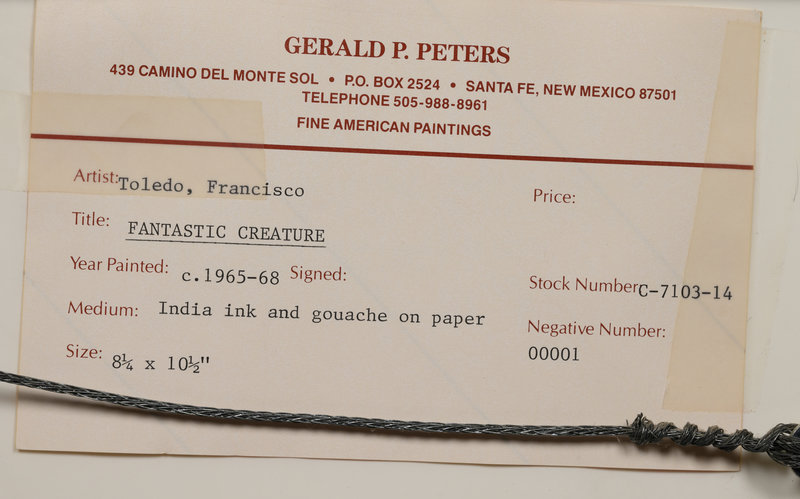 GERALD P. PETERS
439 CAMINO DEL MONTE SOL • P.O. BOX 2524 • SANTA FE, NEW MEXICO 87501
TELEPHONE 505-988-8961
FINE AMERICAN PAINTINGS
Artist: Toledo, Francisco
Price:
Title: FANTASTIC CREATURE
Year Painted: c.1965-68 Signed:
Stock Number C-7103-14
Medium: India ink and gouache on paper
Negative Number:
00001
Size: 8¼ x 10½"